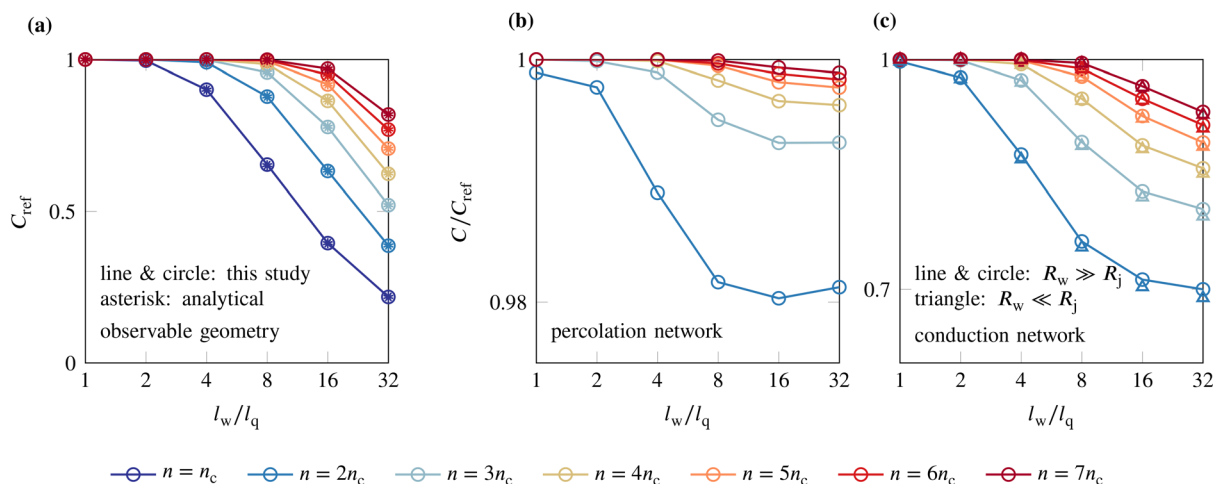 (a)
1
0.5
0
C_ref
line & circle: this study
asterisk: analytical
observable geometry
1 2 4 8 16 32
l_w/l_q
(b)
1
0.98
C/C_ref
percolation network
1 2 4 8 16 32
l_w/l_q
(c)
1
0.7
line & circle: R_w ≫ R_j
triangle: R_w ≪ R_j
conduction network
1 2 4 8 16 32
l_w/l_q
n = n_c n = 2n_c n = 3n_c n = 4n_c n = 5n_c n = 6n_c n = 7n_c